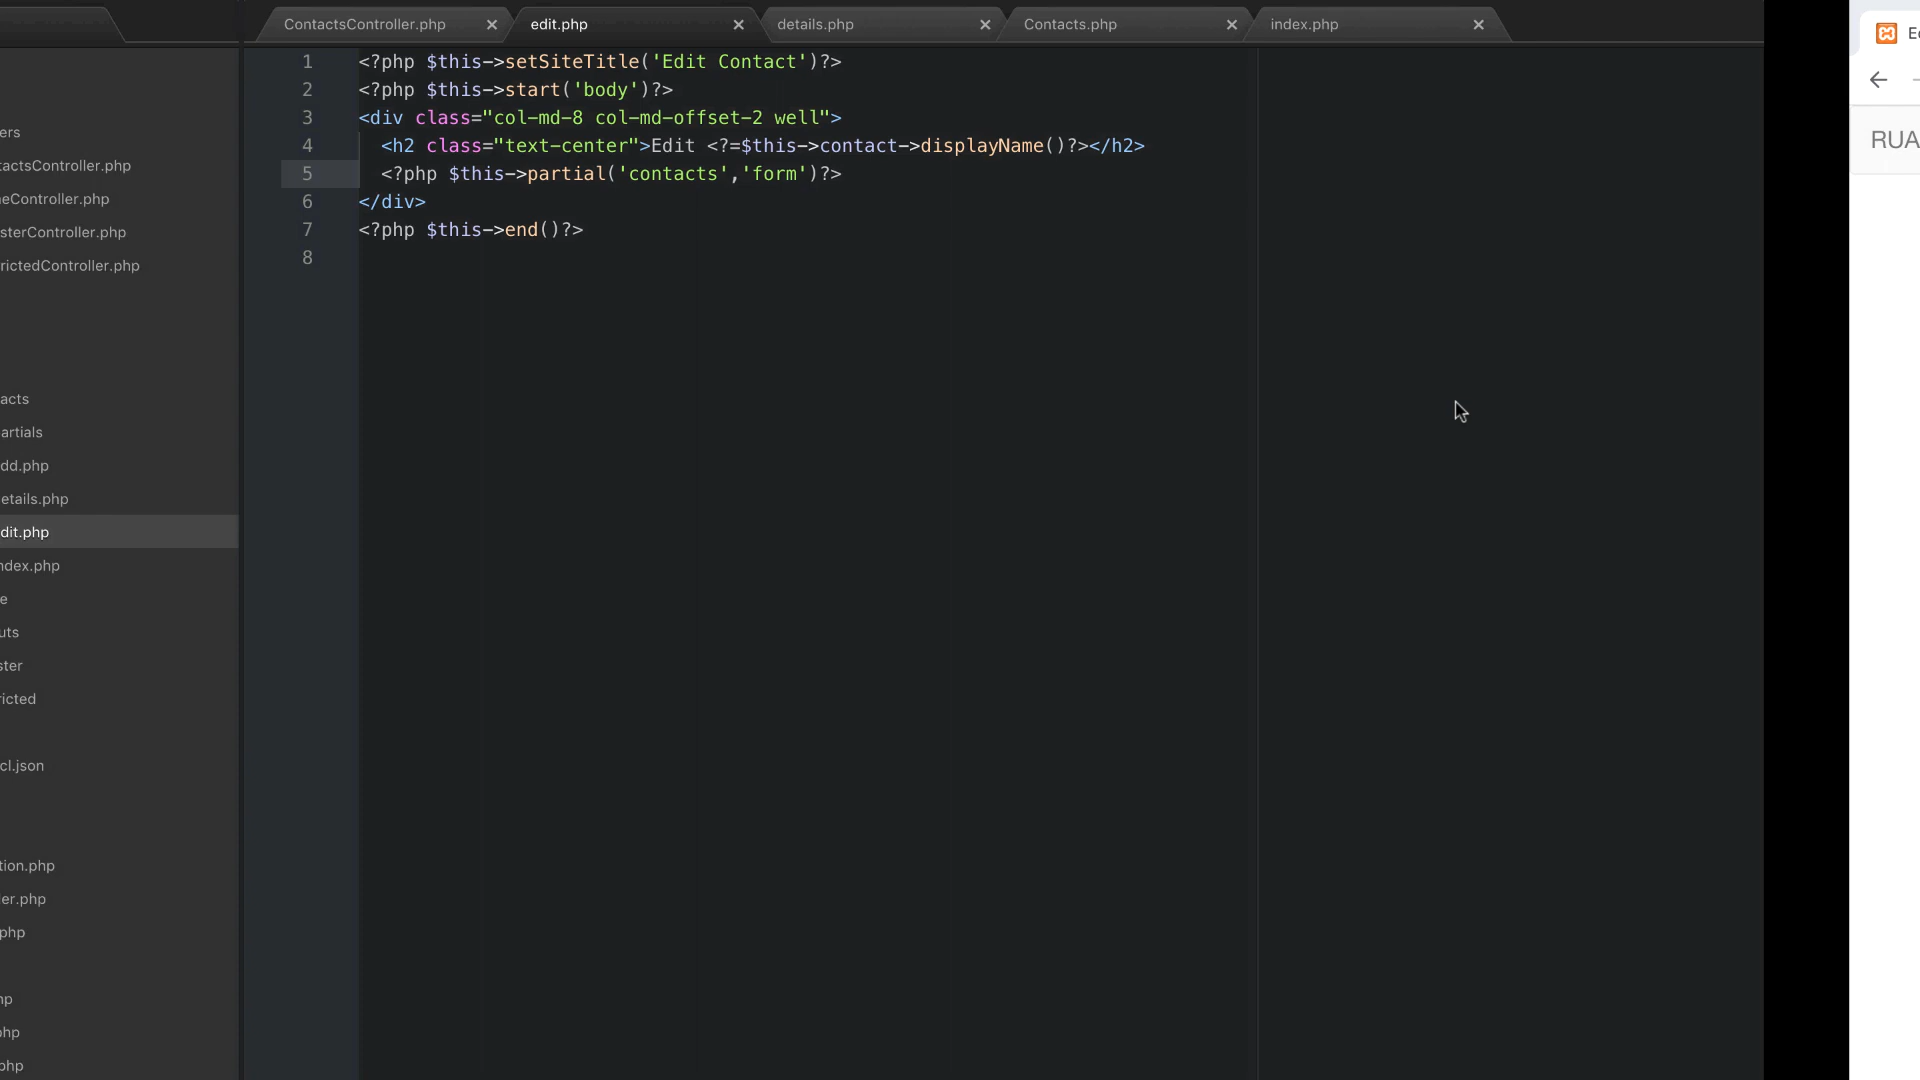 ContactsController.php
edit.php
details.php
Contacts.php
index.php
1 <?php $this->setSiteTitle('Edit Contact')?>
2 <?php $this->start('body')?>
3 <div class="col-md-8 col-md-offset-2 well">
4 <h2 class="text-center">Edit <?=$this->contact->displayName()?></h2>
5 <?php $this->partial('contacts','form')?>
6 </div>
7 <?php $this->end()?>
8
ers
tactsController.php
neController.php
sterController.php
rictedController.php
acts
artials
dd.php
etails.php
dit.php
ndex.php
e
uts
ster
ricted
cl.json
tion.php
ler.php
php
hp
php
php
RUA